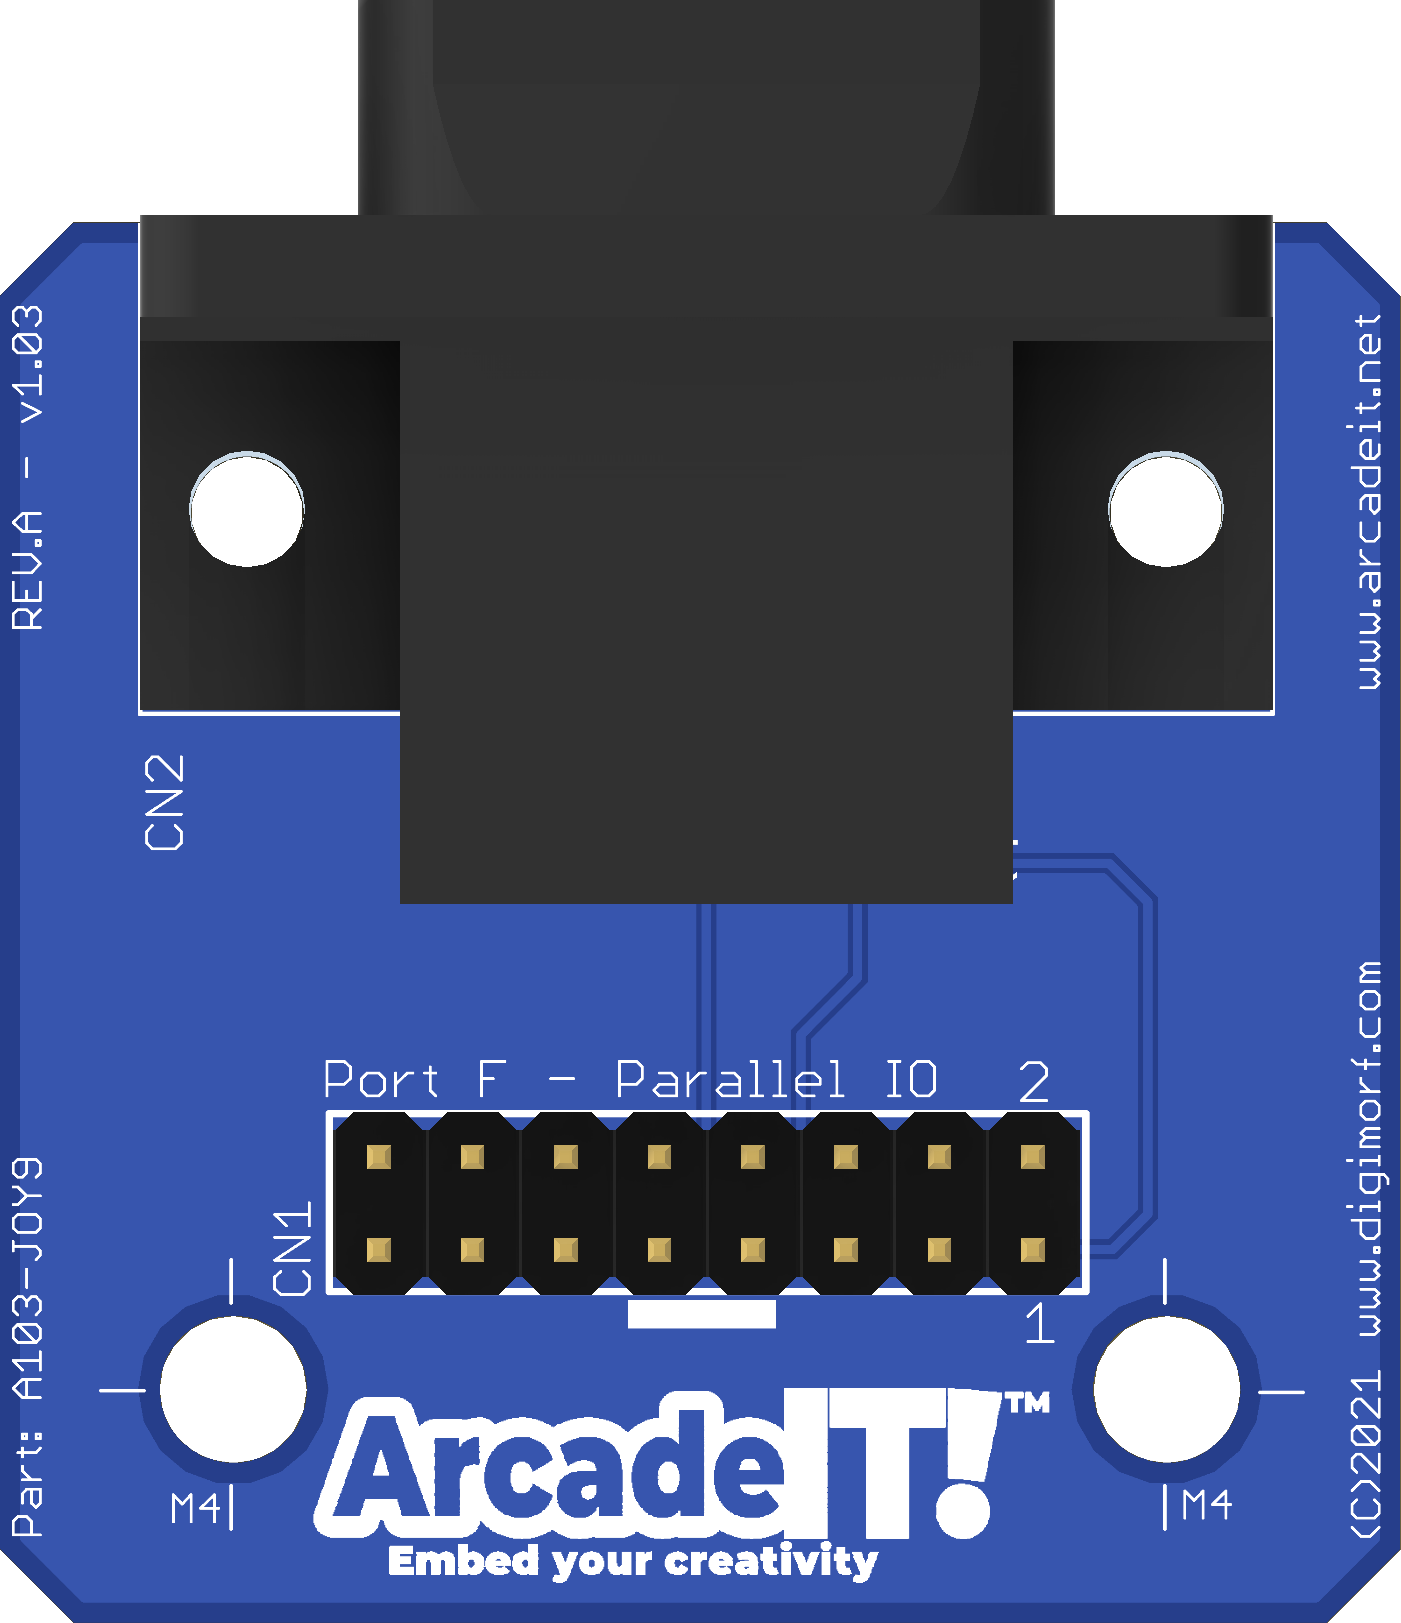 REV.A - v1.03
www.arcadeit.net
CN2
Port F - Parallel IO 2
CN1
1
Part: A103-JOY9
(C)2021 www.digimorf.com
M4
M4
ArcadeIT!™
Embed your creativity